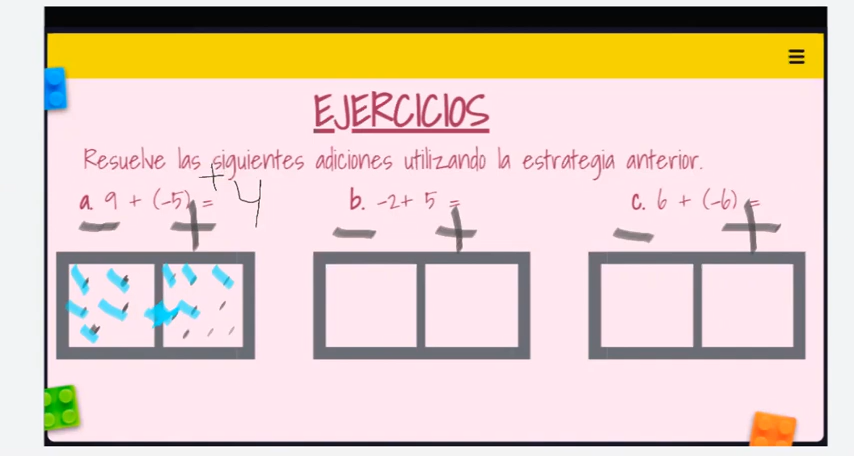 EJERCICIOS
Resuelve las siguientes adiciones utilizando la estrategia anterior.
a. 9 + (-5) = +4
b. -2+ 5 =
c. 6 + (-6) =
- +
- +
- +